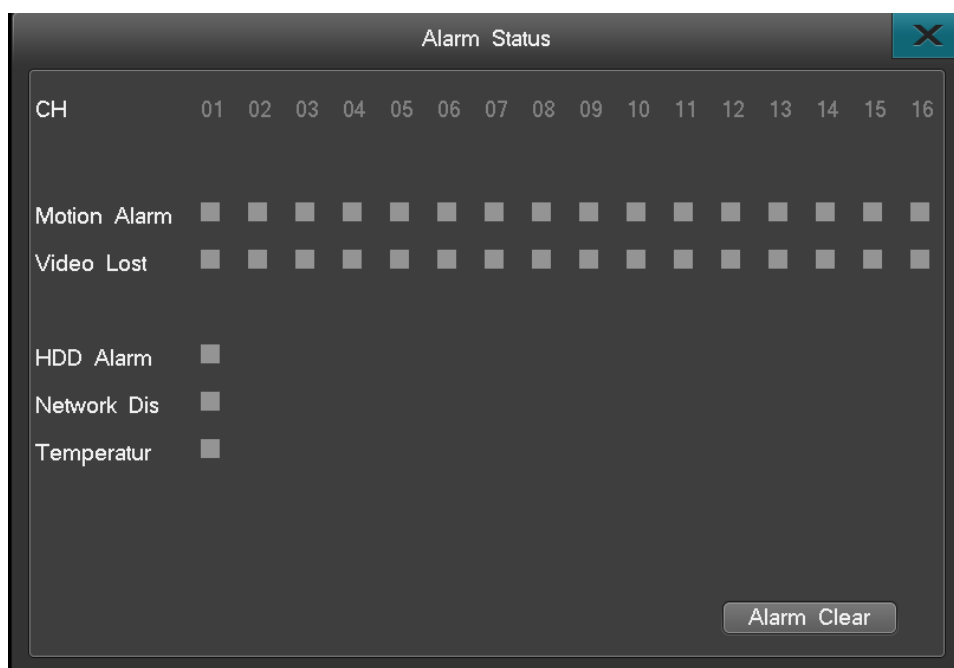 Alarm Status
X
CH 01 02 03 04 05 06 07 08 09 10 11 12 13 14 15 16
Motion Alarm
Video Lost
HDD Alarm
Network Dis
Temperatur
Alarm Clear